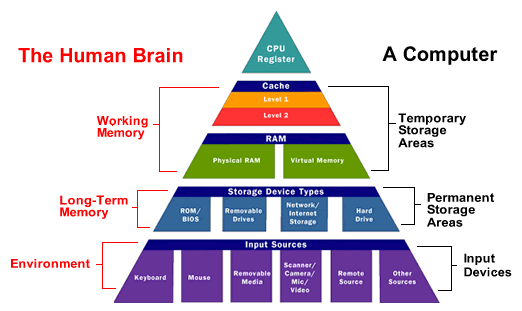 The Human Brain
A Computer
CPU
Register
Cache
Level 1
Level 2
Working
Memory
Temporary
Storage
Areas
RAM
Physical RAM
Virtual Memory
Long-Term
Memory
Storage Device Types
ROM/
BIOS
Removable
Drives
Network/
Internet
Storage
Hard
Drive
Permanent
Storage
Areas
Environment
Input Sources
Keyboard
Mouse
Removable
Media
Scanner/
Camera/
Mic/
Video
Remote
Source
Other
Sources
Input
Devices